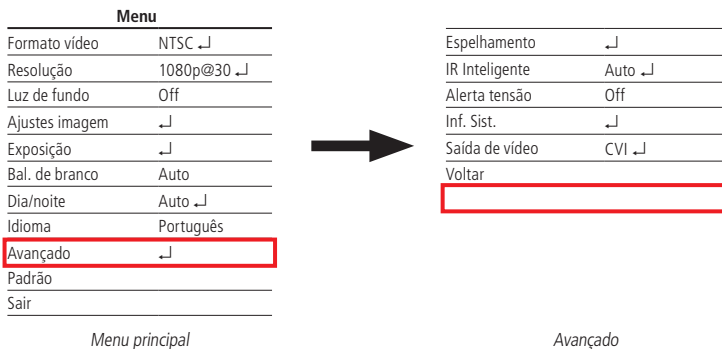 Menu
Formato vídeo NTSC ↵
Resolução 1080p@30 ↵
Luz de fundo Off
Ajustes imagem ↵
Exposição ↵
Bal. de branco Auto
Dia/noite Auto ↵
Idioma Português
Avançado ↵
Padrão
Sair
Menu principal
Espelhamento ↵
IR Inteligente Auto ↵
Alerta tensão Off
Inf. Sist. ↵
Saída de vídeo CVI ↵
Voltar
Avançado